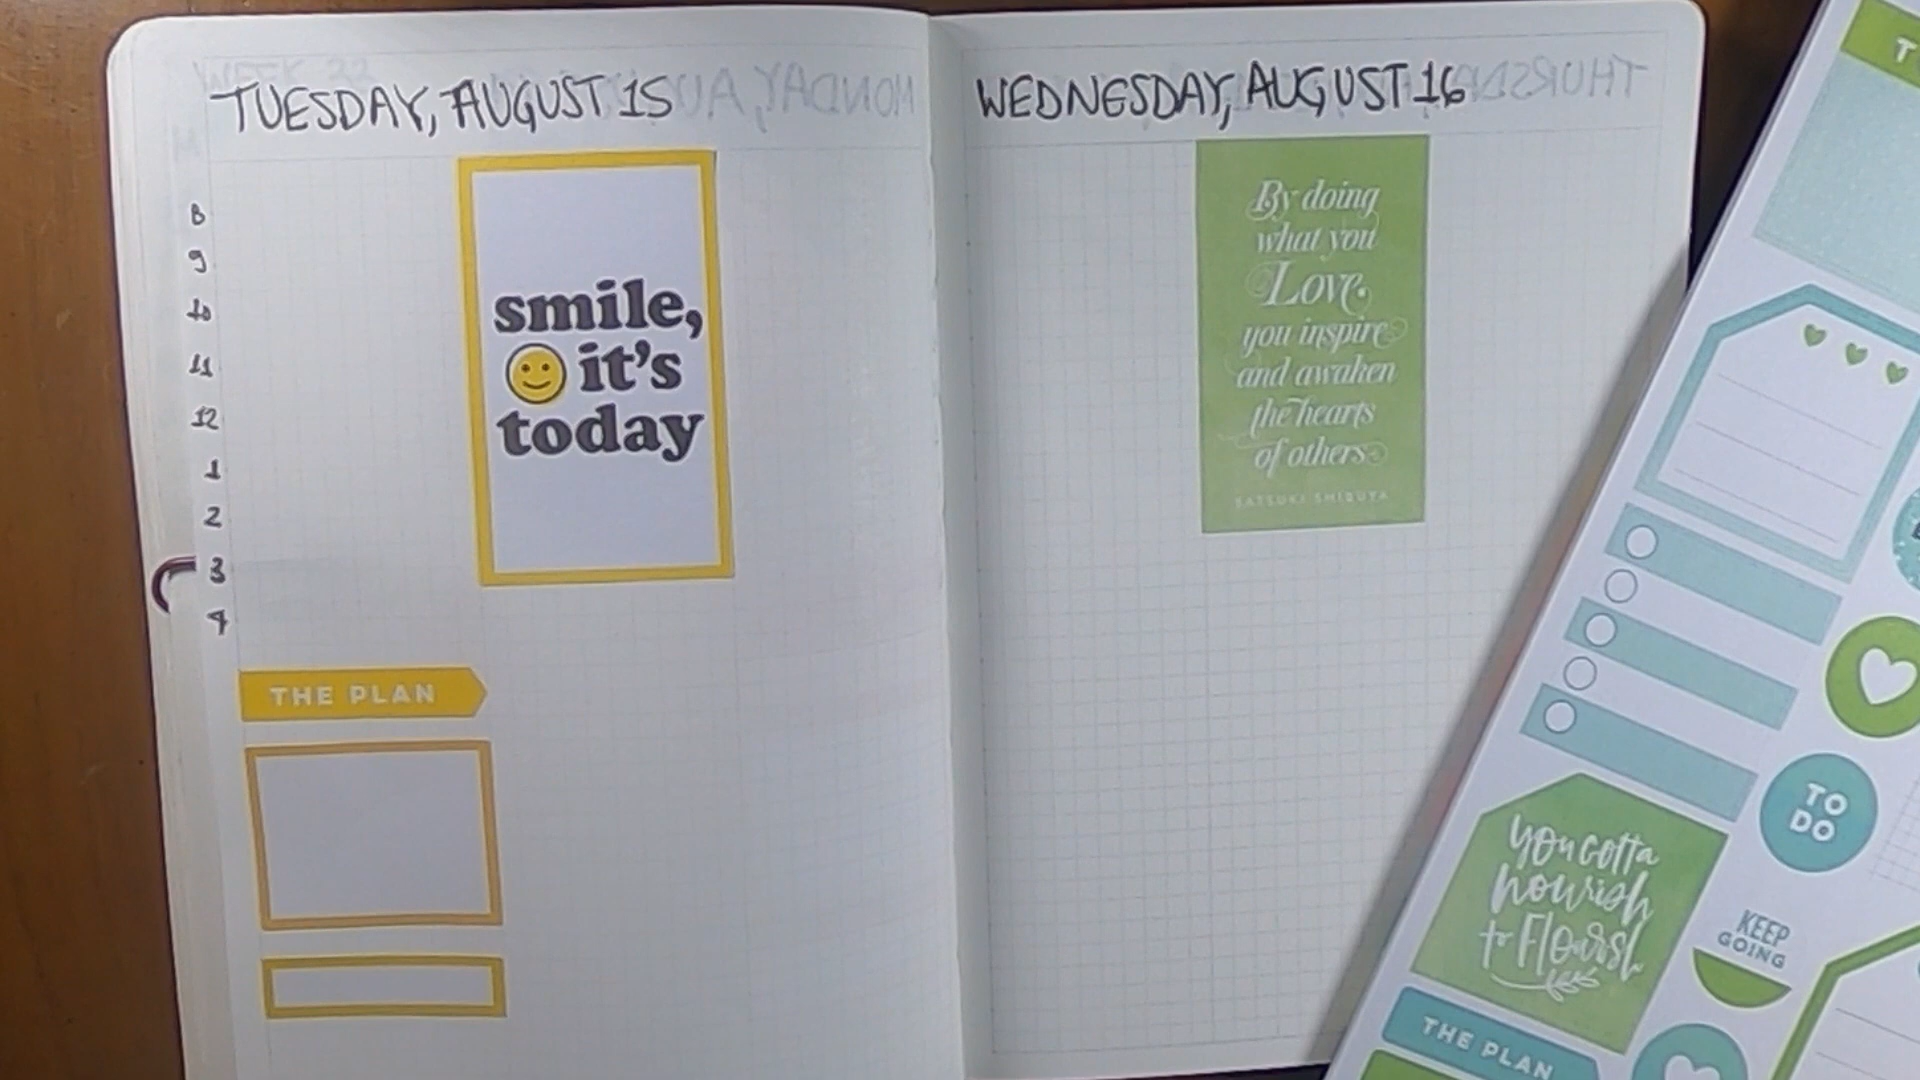 TUESDAY, AUGUST 15
8
9
10
11
12
1
2
3
4
smile,
it's
today
THE PLAN
WEDNESDAY, AUGUST 16
By doing
what you
Love,
you inspire
and awaken
the hearts
of others
SATSUKI SHIBUYA
TO
DO
you gotta
nourish
to Flourish
KEEP
GOING
THE PLAN